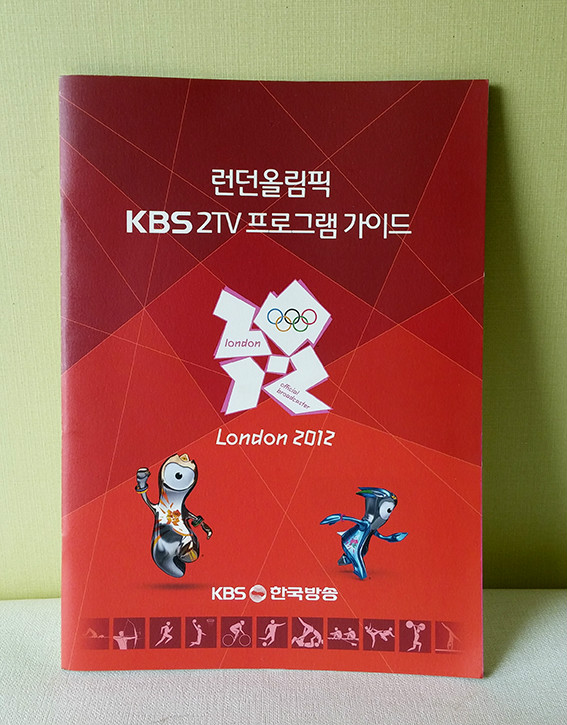 런던올림픽
KBS 2TV 프로그램 가이드
london
official
broadcaster
London 2012
KBS 한국방송